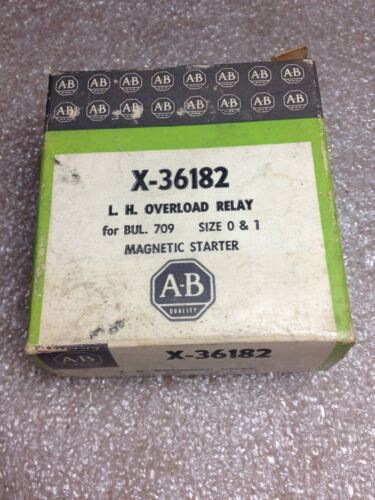 A-B A-B A-B A-B A-B A-B A-B A-B
A-B A-B A-B A-B A-B A-B A-B A-B
X-36182
L. H. OVERLOAD RELAY
for BUL. 709 SIZE 0 & 1
MAGNETIC STARTER
A-B
QUALITY
A-B
X-36182